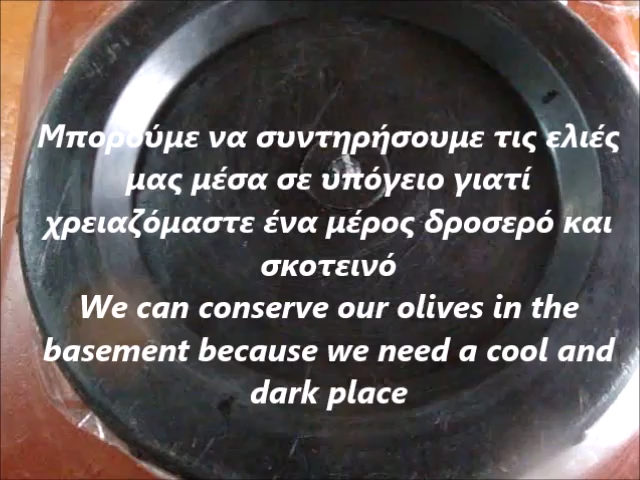 Μπορούμε να συντηρήσουμε τις ελιές
μας μέσα σε υπόγειο γιατί
χρειαζόμαστε ένα μέρος δροσερό και
σκοτεινό
We can conserve our olives in the
basement because we need a cool and
dark place